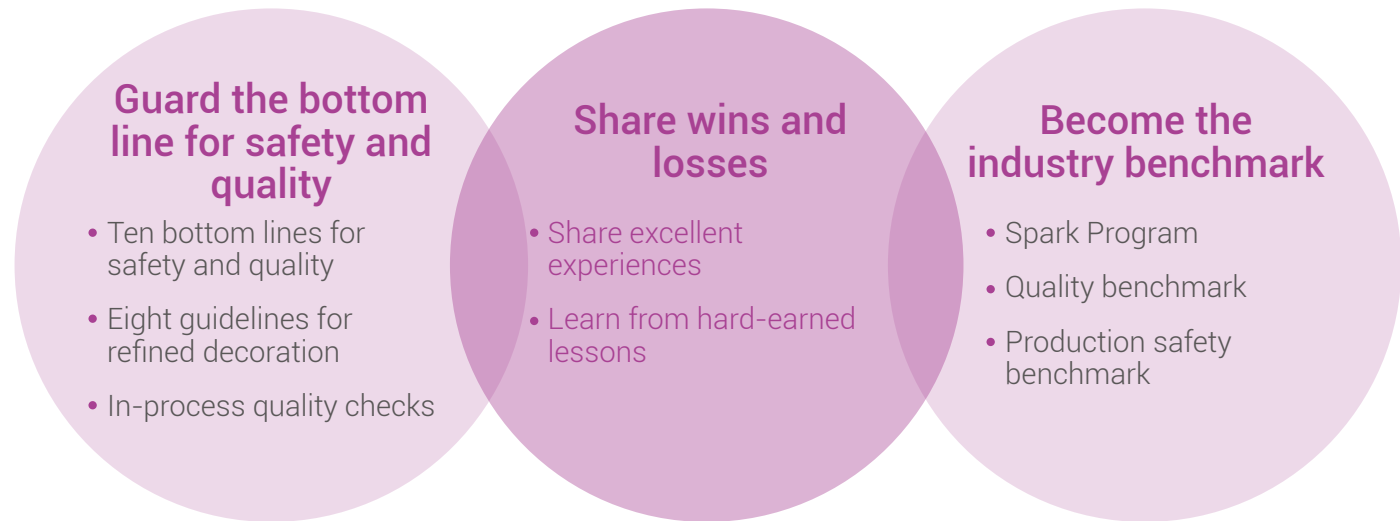 Guard the bottom
line for safety and
quality
• Ten bottom lines for
safety and quality
• Eight guidelines for
refined decoration
• In-process quality checks
Share wins and
losses
• Share excellent
experiences
• Learn from hard-earned
lessons
Become the
industry benchmark
• Spark Program
• Quality benchmark
• Production safety
benchmark